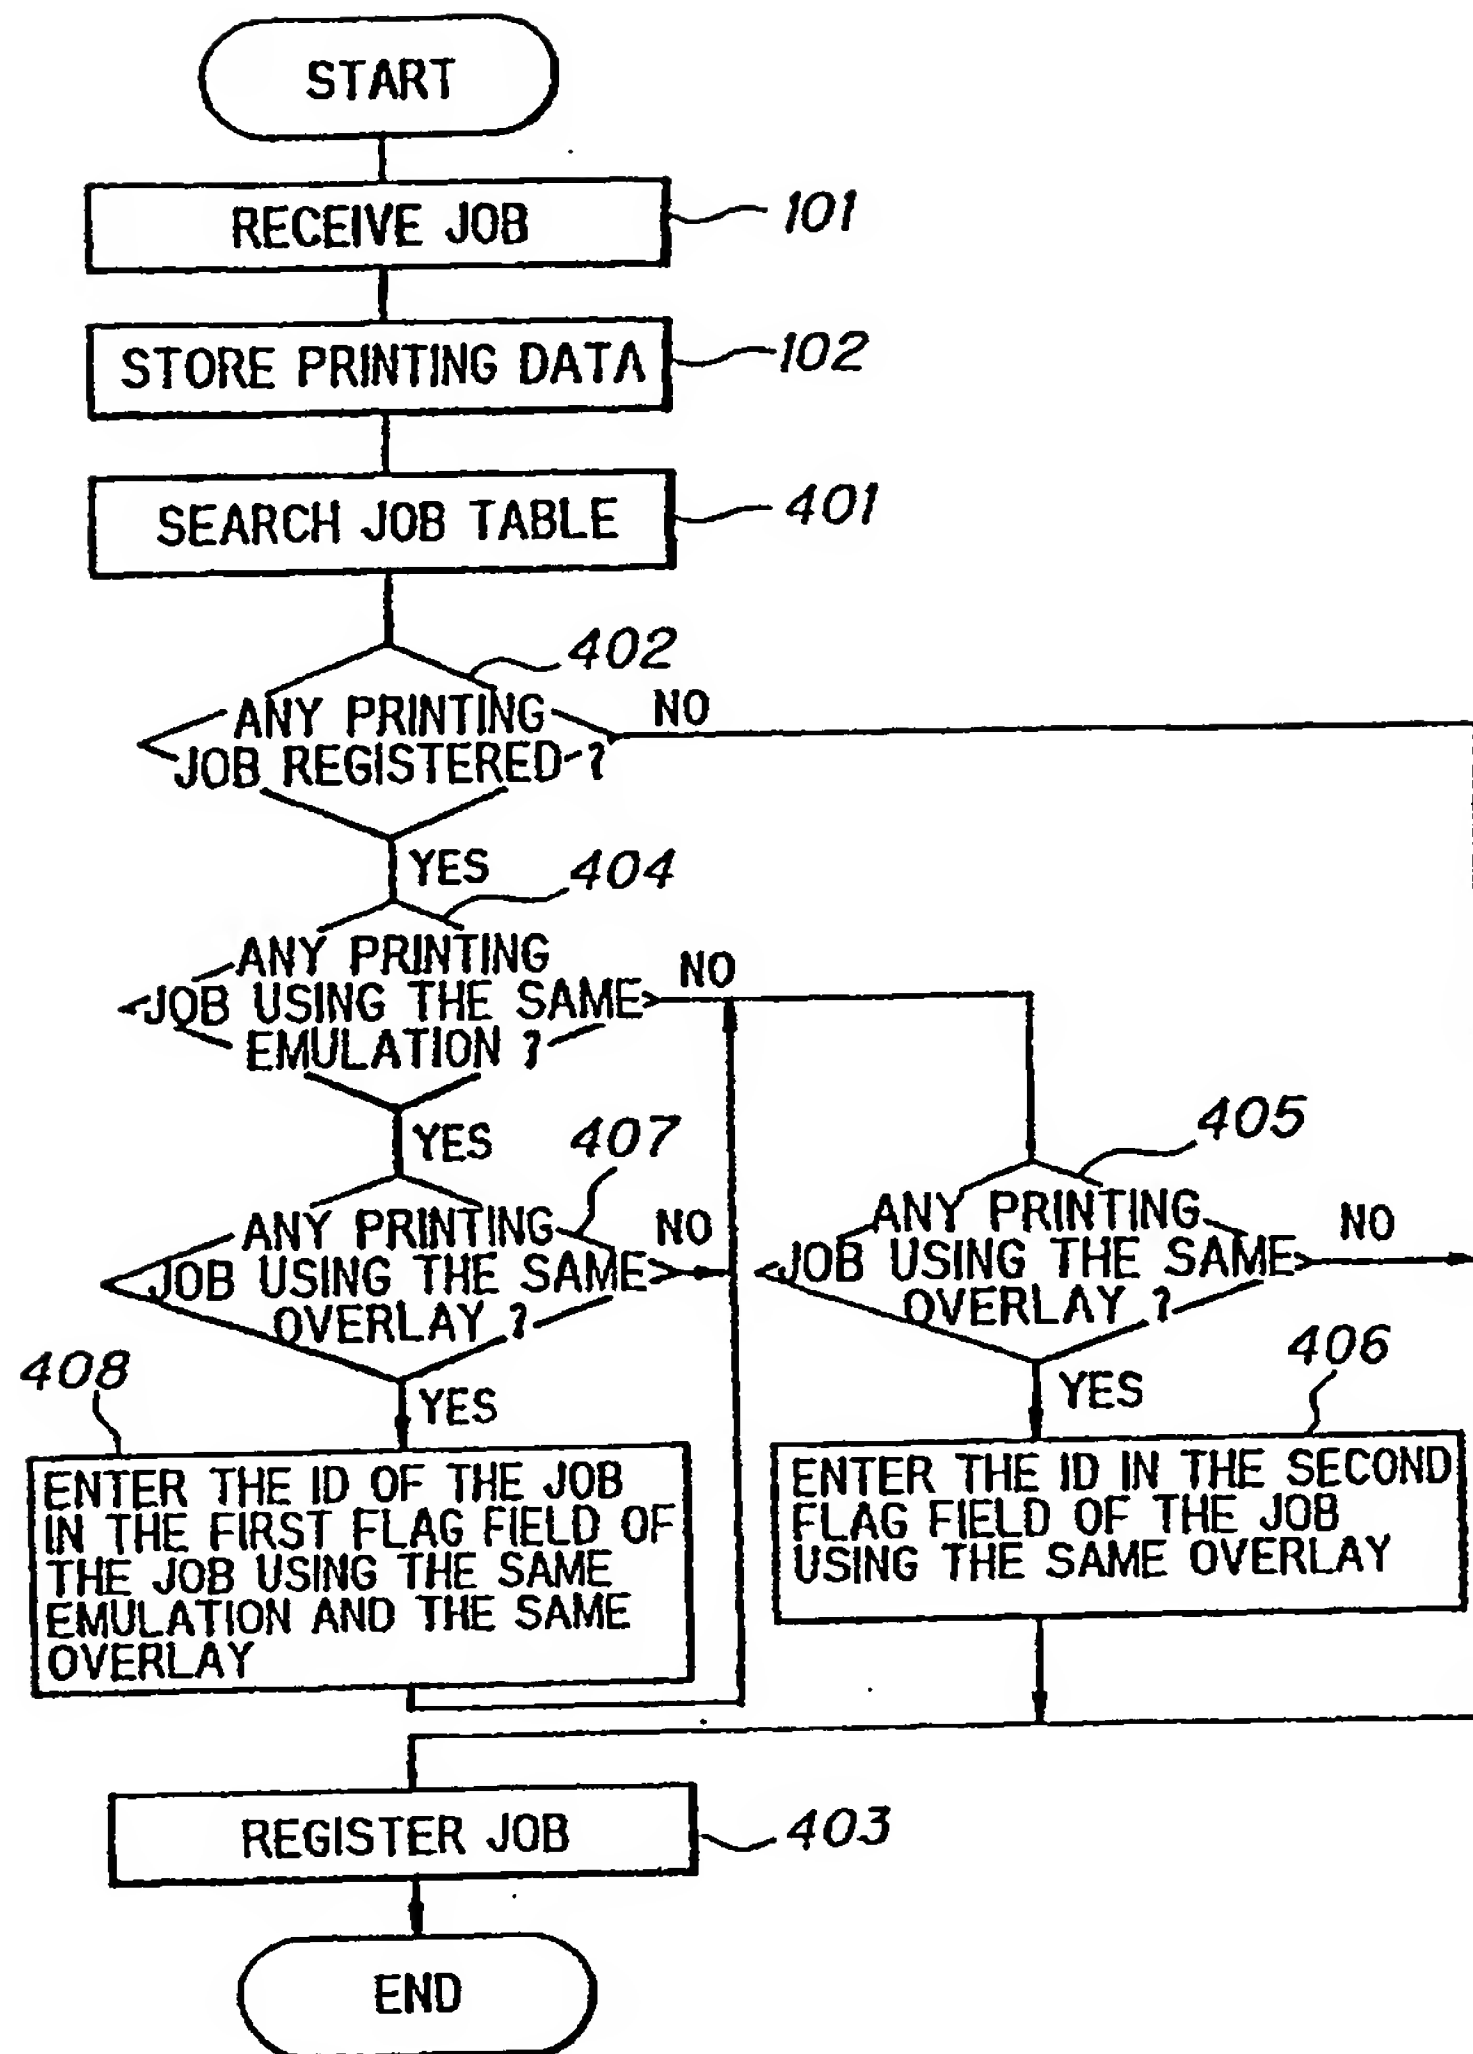 START
RECEIVE JOB
101
STORE PRINTING DATA
102
SEARCH JOB TABLE
401
402
ANY PRINTING
JOB REGISTERED ?
NO
YES
404
ANY PRINTING
JOB USING THE SAME
EMULATION ?
NO
YES
407
ANY PRINTING
JOB USING THE SAME
OVERLAY ?
NO
YES
405
ANY PRINTING
JOB USING THE SAME
OVERLAY ?
NO
YES
408
ENTER THE ID OF THE JOB
IN THE FIRST FLAG FIELD OF
THE JOB USING THE SAME
EMULATION AND THE SAME
OVERLAY
406
ENTER THE ID IN THE SECOND
FLAG FIELD OF THE JOB
USING THE SAME OVERLAY
REGISTER JOB
403
END